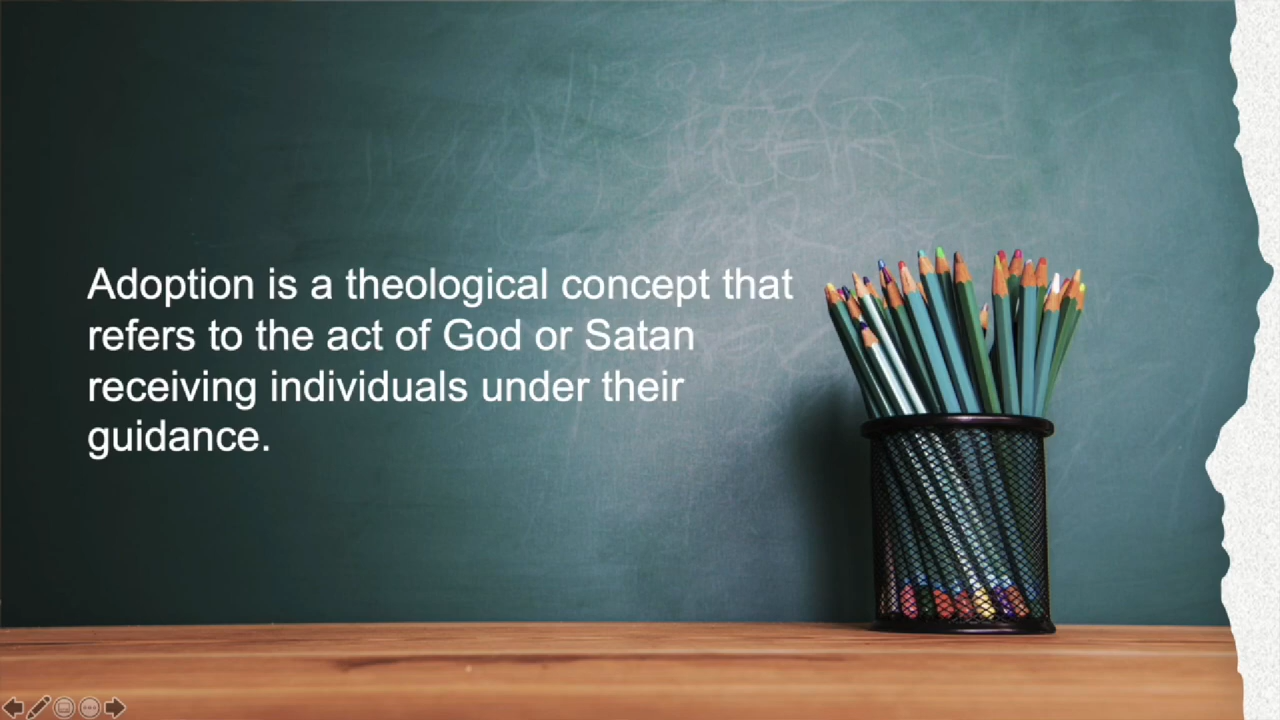 Adoption is a theological concept that
refers to the act of God or Satan
receiving individuals under their
guidance.